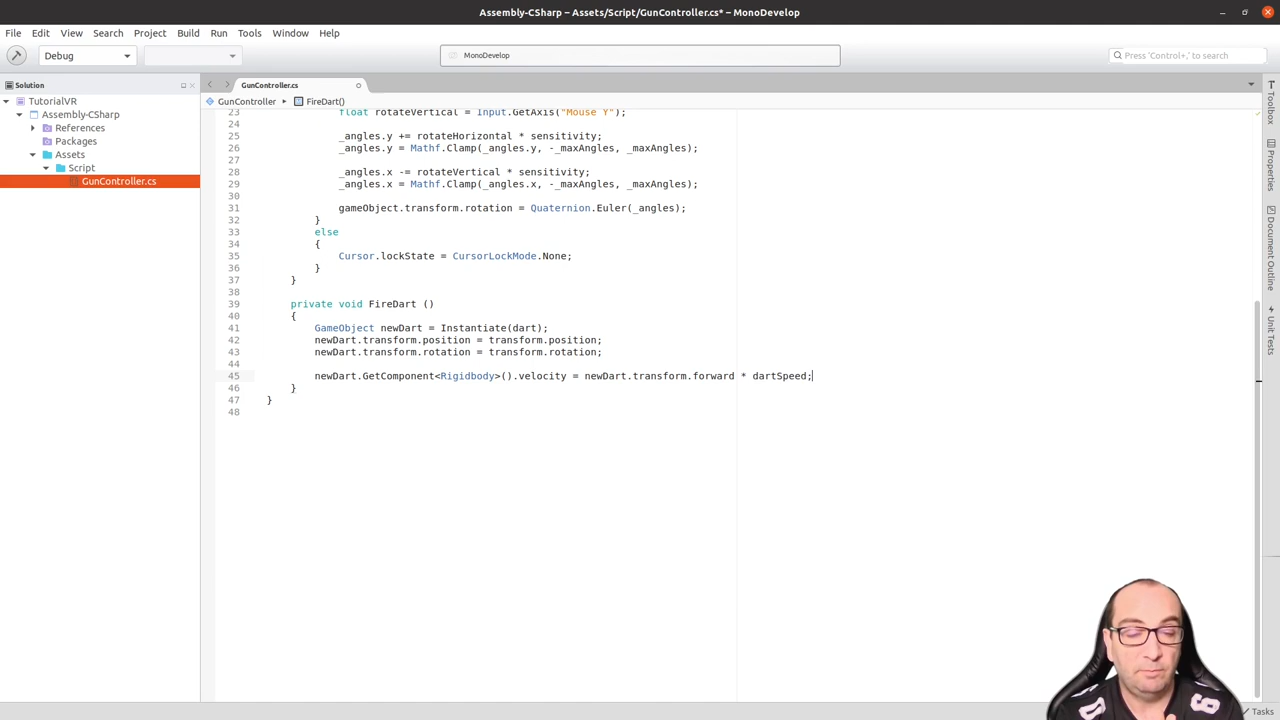 Assembly-CSharp – Assets/Script/GunController.cs* – MonoDevelop
File Edit View Search Project Build Run Tools Window Help
Debug
MonoDevelop
Press 'Control+,' to search
Solution
GunController.cs
TutorialVR
Assembly-CSharp
References
Packages
Assets
Script
GunController.cs
GunController
FireDart()
23 float rotateVertical = Input.GetAxis("Mouse Y");
24
25 _angles.y += rotateHorizontal * sensitivity;
26 _angles.y = Mathf.Clamp(_angles.y, -_maxAngles, _maxAngles);
27
28 _angles.x -= rotateVertical * sensitivity;
29 _angles.x = Mathf.Clamp(_angles.x, -_maxAngles, _maxAngles);
30
31 gameObject.transform.rotation = Quaternion.Euler(_angles);
32 }
33 else
34 {
35 Cursor.lockState = CursorLockMode.None;
36 }
37 }
38
39 private void FireDart ()
40 {
41 GameObject newDart = Instantiate(dart);
42 newDart.transform.position = transform.position;
43 newDart.transform.rotation = transform.rotation;
44
45 newDart.GetComponent<Rigidbody>().velocity = newDart.transform.forward * dartSpeed;
46 }
47 }
48
Toolbox
Properties
Document Outline
Unit Tests
Tasks